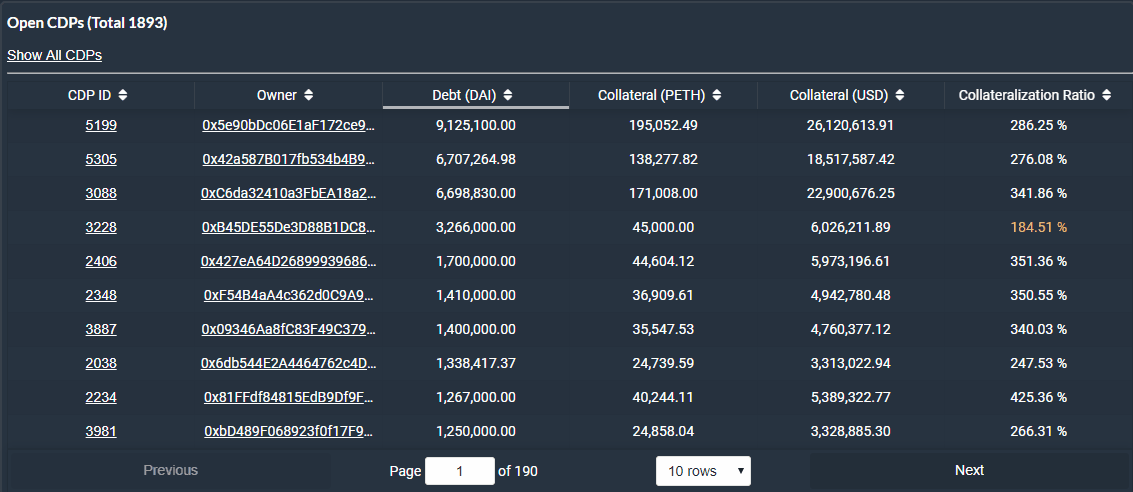 Open CDPs (Total 1893)
Show All CDPs
CDP ID Owner Debt (DAI) Collateral (PETH) Collateral (USD) Collateralization Ratio
5199 0x5e90bDc06E1aF172ce9... 9,125,100.00 195,052.49 26,120,613.91 286.25 %
5305 0x42a587B017fb534b4B9... 6,707,264.98 138,277.82 18,517,587.42 276.08 %
3088 0xC6da32410a3FbEA18a2... 6,698,830.00 171,008.00 22,900,676.25 341.86 %
3228 0xB45DE55De3D88B1DC8... 3,266,000.00 45,000.00 6,026,211.89 184.51 %
2406 0x427eA64D26899939686... 1,700,000.00 44,604.12 5,973,196.61 351.36 %
2348 0xF54B4aA4c362d0C9A9... 1,410,000.00 36,909.61 4,942,780.48 350.55 %
3887 0x09346Aa8fC83F49C379... 1,400,000.00 35,547.53 4,760,377.12 340.03 %
2038 0x6db544E2A4464762c4D... 1,338,417.37 24,739.59 3,313,022.94 247.53 %
2234 0x81FFdf84815EdB9Df9F... 1,267,000.00 40,244.11 5,389,322.77 425.36 %
3981 0xbD489F068923f0f17F9... 1,250,000.00 24,858.04 3,328,885.30 266.31 %
Previous Page 1 of 190 10 rows Next